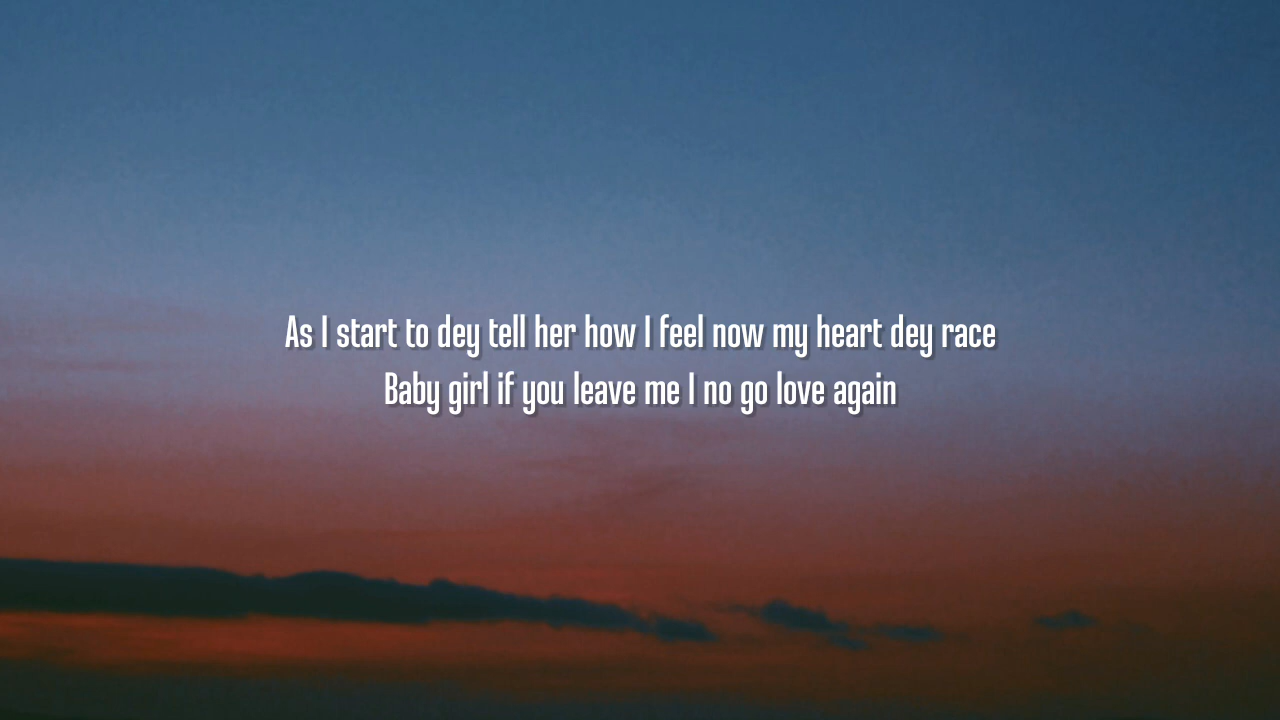 As I start to dey tell her how I feel now my heart dey race
Baby girl if you leave me I no go love again